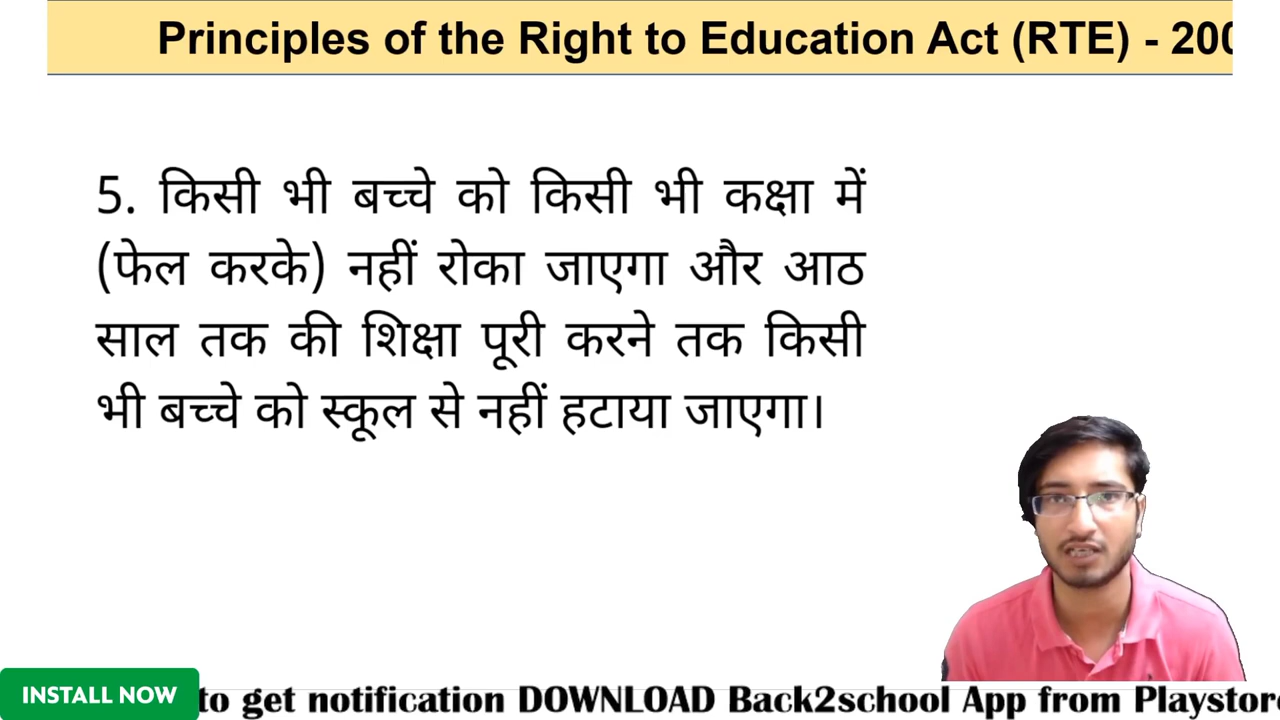 Principles of the Right to Education Act (RTE) - 200
5. किसी भी बच्चे को किसी भी कक्षा में
(फेल करके) नहीं रोका जाएगा और आठ
साल तक की शिक्षा पूरी करने तक किसी
भी बच्चे को स्कूल से नहीं हटाया जाएगा।
INSTALL NOW to get notification DOWNLOAD Back2school App from Playstore